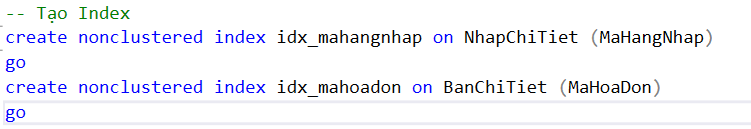 -- Tạo Index
create nonclustered index idx_mahangnhap on NhapChiTiet (MaHangNhap)
go
create nonclustered index idx_mahoadon on BanChiTiet (MaHoaDon)
go